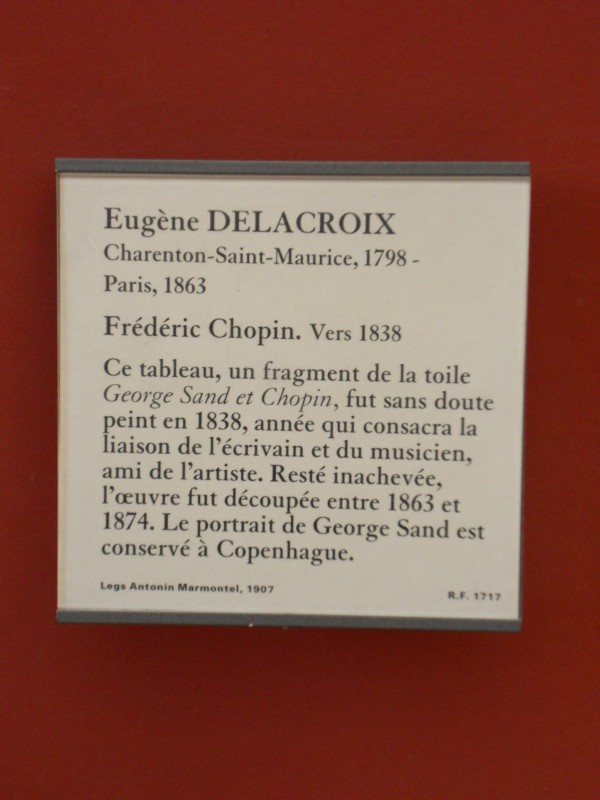 Eugène DELACROIX
Charenton-Saint-Maurice, 1798 -
Paris, 1863
Frédéric Chopin. Vers 1838
Ce tableau, un fragment de la toile
George Sand et Chopin, fut sans doute
peint en 1838, année qui consacra la
liaison de l'écrivain et du musicien,
ami de l'artiste. Resté inachevée,
l'œuvre fut découpée entre 1863 et
1874. Le portrait de George Sand est
conservé à Copenhague.
Legs Antonin Marmontel, 1907
R.F. 1717